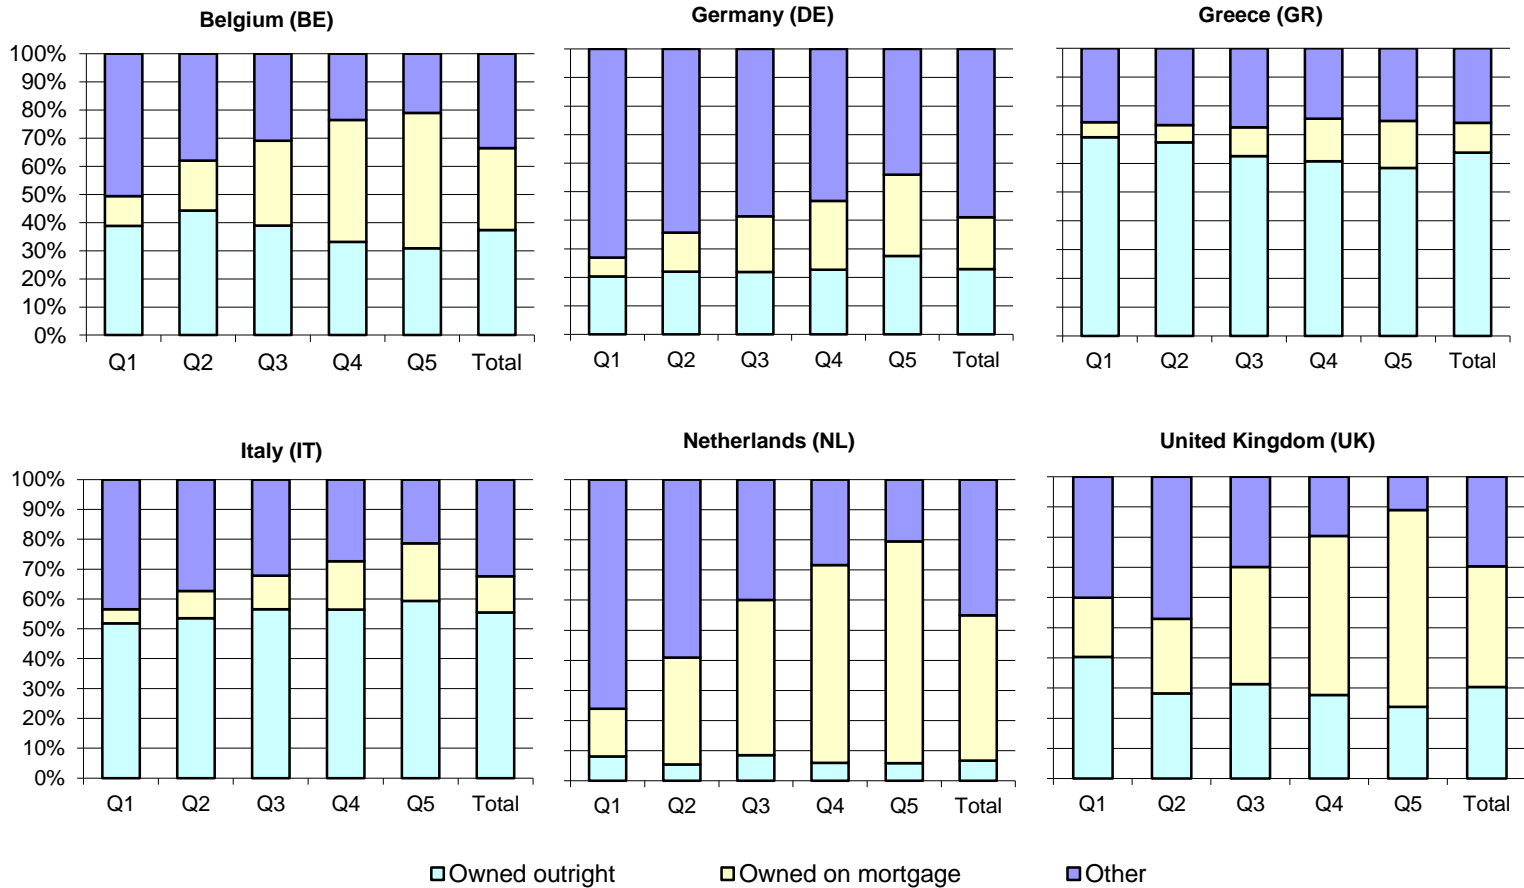 Belgium (BE)
Germany (DE)
Greece (GR)
100%
90%
80%
70%
60%
50%
40%
30%
20%
10%
0%
Q1 Q2 Q3 Q4 Q5 Total
Q1 Q2 Q3 Q4 Q5 Total
Q1 Q2 Q3 Q4 Q5 Total
Italy (IT)
Netherlands (NL)
United Kingdom (UK)
100%
90%
80%
70%
60%
50%
40%
30%
20%
10%
0%
Q1 Q2 Q3 Q4 Q5 Total
Q1 Q2 Q3 Q4 Q5 Total
Q1 Q2 Q3 Q4 Q5 Total
Owned outright
Owned on mortgage
Other